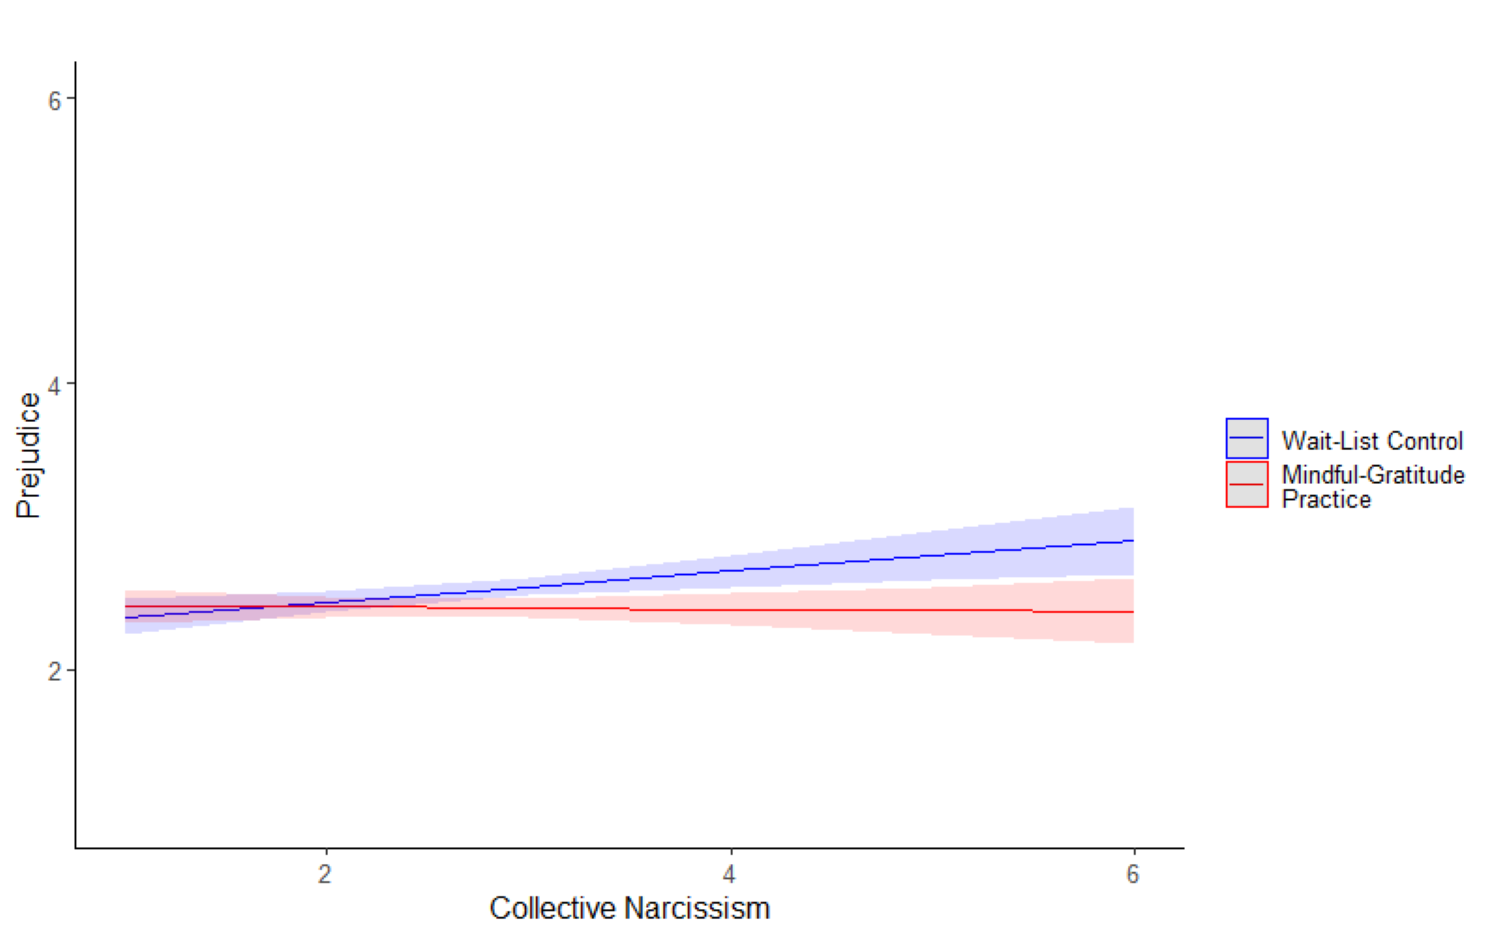 6
4
2
Prejudice
2
4
6
Collective Narcissism
Wait-List Control
Mindful-Gratitude
Practice